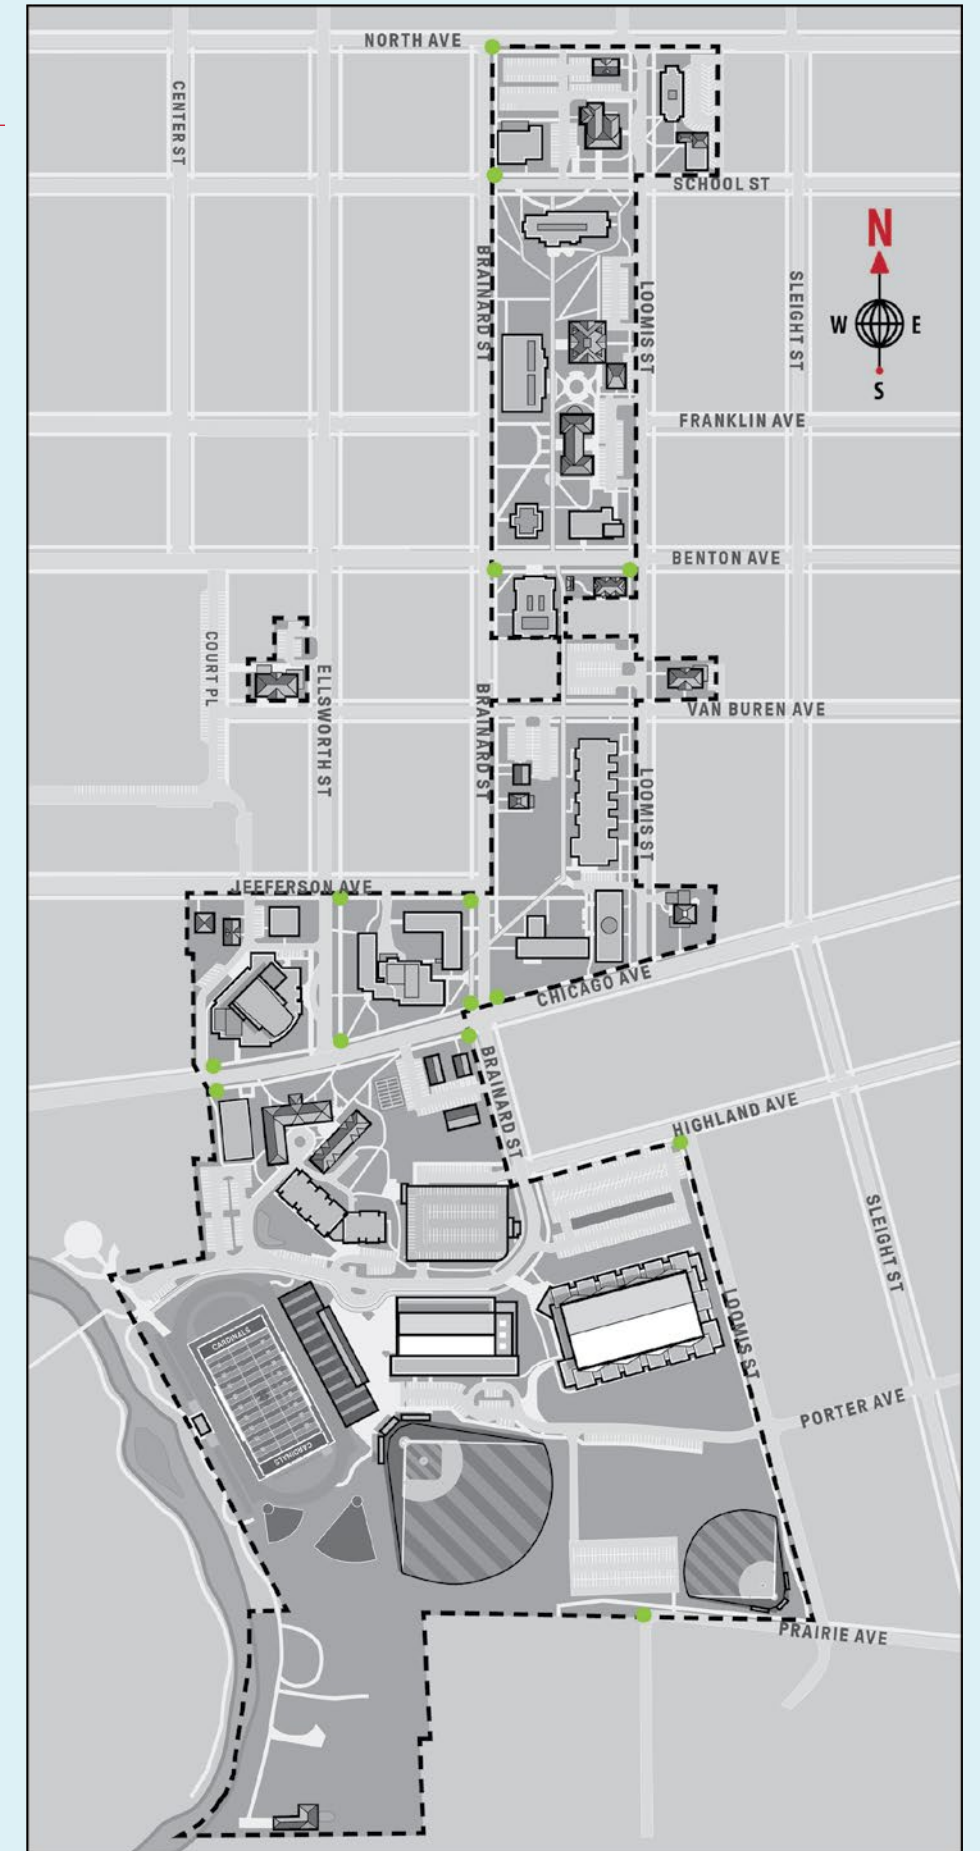 NORTH AVE
CENTER ST
SCHOOL ST
N
W
E
S
BRAINARD ST
LOOMIS ST
SLEIGHT ST
FRANKLIN AVE
BENTON AVE
COURT PL
ELLSWORTH ST
BRAINARD ST
VAN BUREN AVE
LOOMIS ST
JEFFERSON AVE
CHICAGO AVE
BRAINARD ST
HIGHLAND AVE
SLEIGHT ST
LOOMIS ST
CARDINALS
PORTER AVE
CARDINALS
PRAIRIE AVE